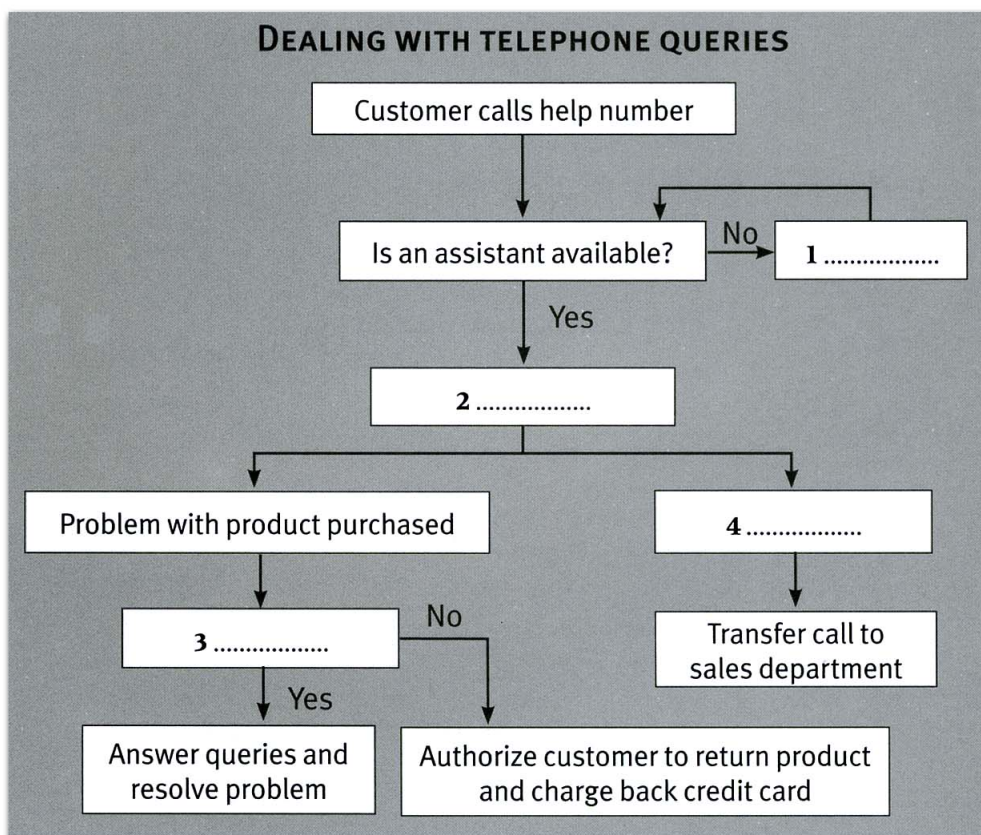 DEALING WITH TELEPHONE QUERIES
Customer calls help number
Is an assistant available?
No
1 ..................
Yes
2 ..................
Problem with product purchased
4 ..................
3 ..................
No
Transfer call to
sales department
Yes
Answer queries and
resolve problem
Authorize customer to return product
and charge back credit card